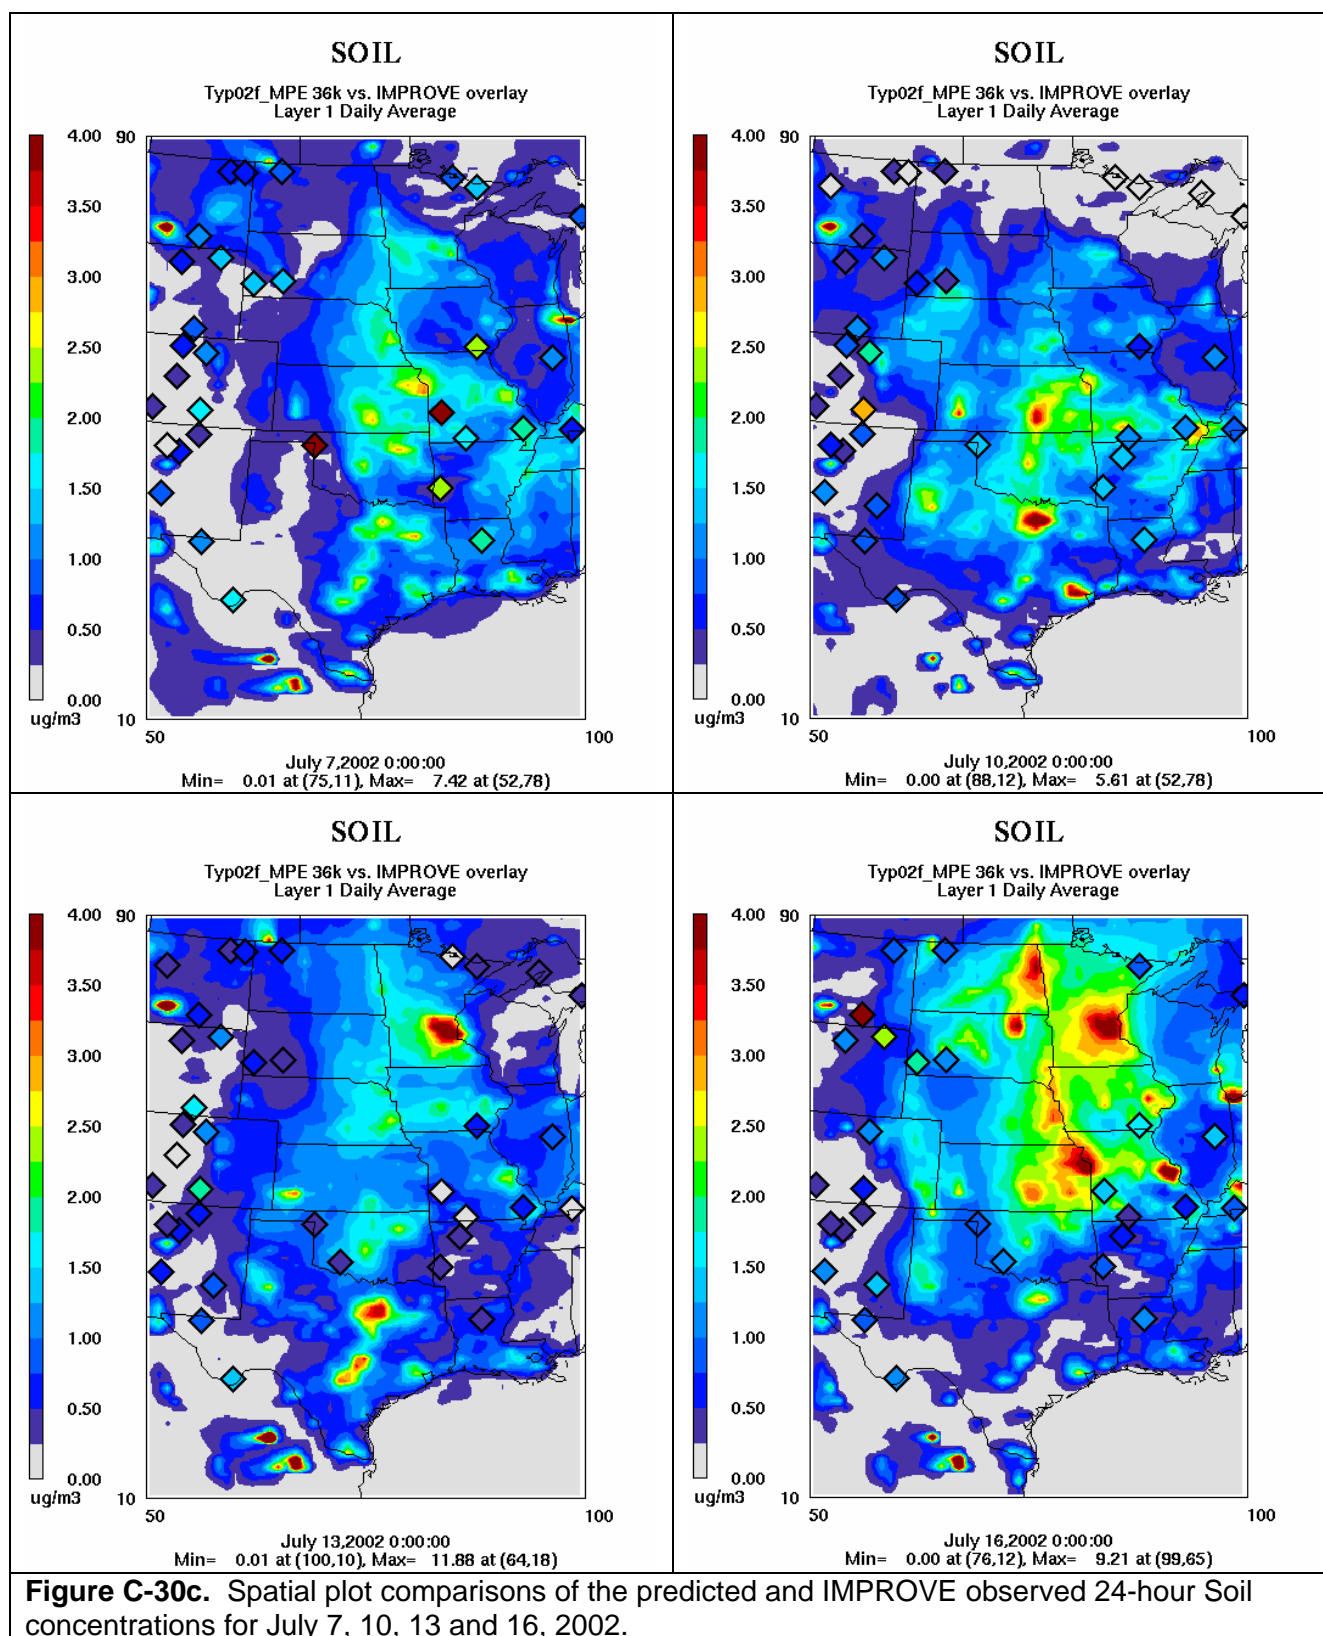 SOIL
Typ02f_MPE 36k vs. IMPROVE overlay
Layer 1 Daily Average
4.00
3.50
3.00
2.50
2.00
1.50
1.00
0.50
0.00
ug/m3
90
10
50
100
July 7,2002 0:00:00
Min= 0.01 at (75,11), Max= 7.42 at (52,78)
SOIL
Typ02f_MPE 36k vs. IMPROVE overlay
Layer 1 Daily Average
4.00
3.50
3.00
2.50
2.00
1.50
1.00
0.50
0.00
ug/m3
90
10
50
100
July 10,2002 0:00:00
Min= 0.00 at (88,12), Max= 5.61 at (52,78)
SOIL
Typ02f_MPE 36k vs. IMPROVE overlay
Layer 1 Daily Average
4.00
3.50
3.00
2.50
2.00
1.50
1.00
0.50
0.00
ug/m3
90
10
50
100
July 13,2002 0:00:00
Min= 0.01 at (100,10), Max= 11.88 at (64,18)
SOIL
Typ02f_MPE 36k vs. IMPROVE overlay
Layer 1 Daily Average
4.00
3.50
3.00
2.50
2.00
1.50
1.00
0.50
0.00
ug/m3
90
10
50
100
July 16,2002 0:00:00
Min= 0.00 at (76,12), Max= 9.21 at (99,65)
Figure C-30c. Spatial plot comparisons of the predicted and IMPROVE observed 24-hour Soil
concentrations for July 7, 10, 13 and 16, 2002.